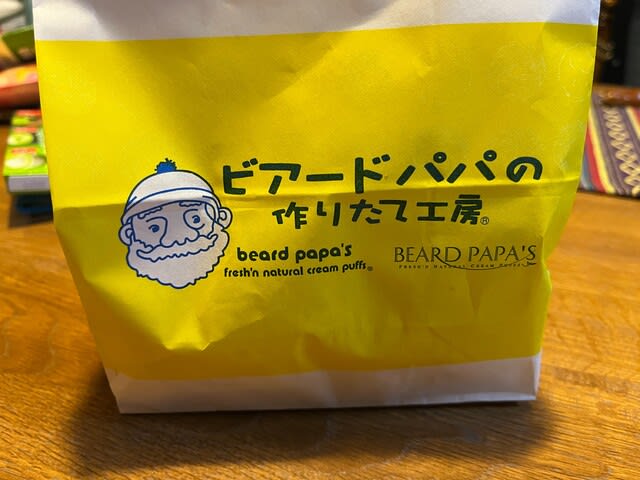 ビアードパパの
作りたて工房®
beard papa's
fresh'n natural cream puffs®
BEARD PAPA'S
FRESH'N NATURAL CREAM PUFFS